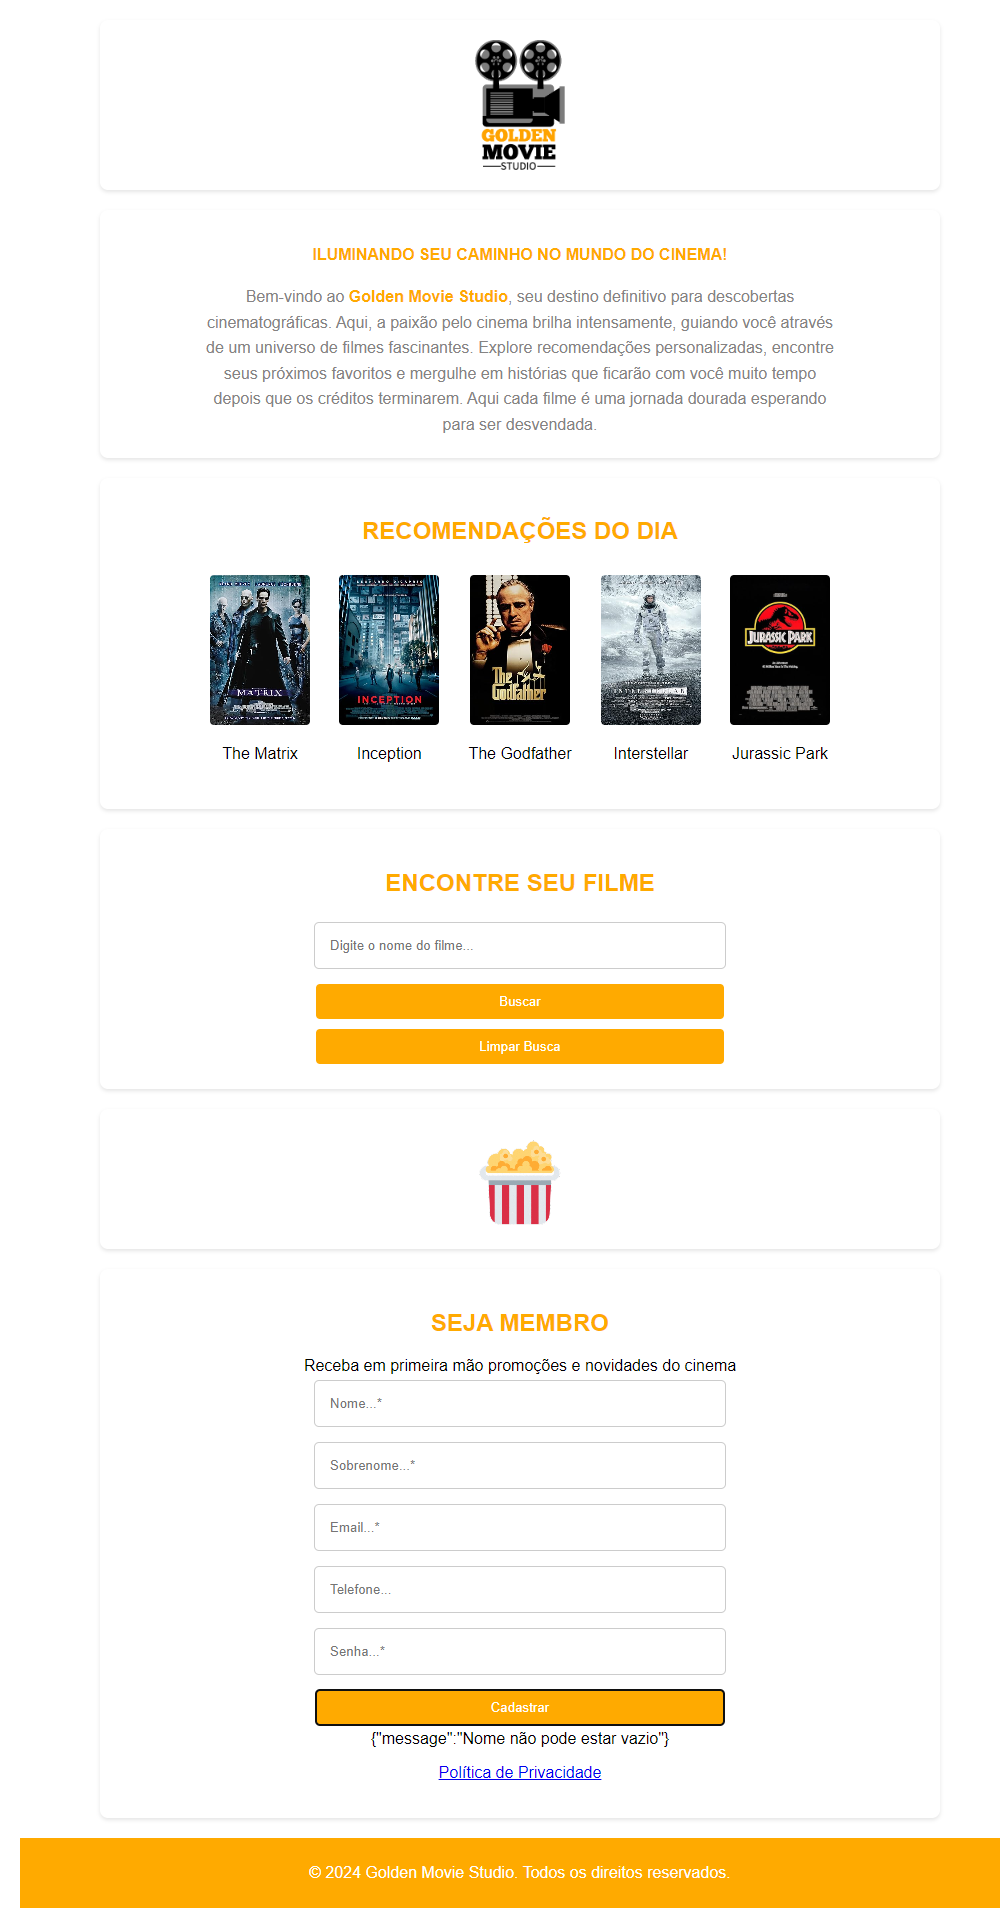 GOLDEN
MOVIE
STUDIO
ILUMINANDO SEU CAMINHO NO MUNDO DO CINEMA!
Bem-vindo ao Golden Movie Studio, seu destino definitivo para descobertas
cinematográficas. Aqui, a paixão pelo cinema brilha intensamente, guiando você através
de um universo de filmes fascinantes. Explore recomendações personalizadas, encontre
seus próximos favoritos e mergulhe em histórias que ficarão com você muito tempo
depois que os créditos terminarem. Aqui cada filme é uma jornada dourada esperando
para ser desvendada.
RECOMENDAÇÕES DO DIA
MATRIX
INCEPTION
The
Godfather
JURASSIC PARK
The Matrix
Inception
The Godfather
Interstellar
Jurassic Park
ENCONTRE SEU FILME
Digite o nome do filme...
Buscar
Limpar Busca
SEJA MEMBRO
Receba em primeira mão promoções e novidades do cinema
Nome...*
Sobrenome...*
Email...*
Telefone...
Senha...*
Cadastrar
{"message":"Nome não pode estar vazio"}
Política de Privacidade
© 2024 Golden Movie Studio. Todos os direitos reservados.